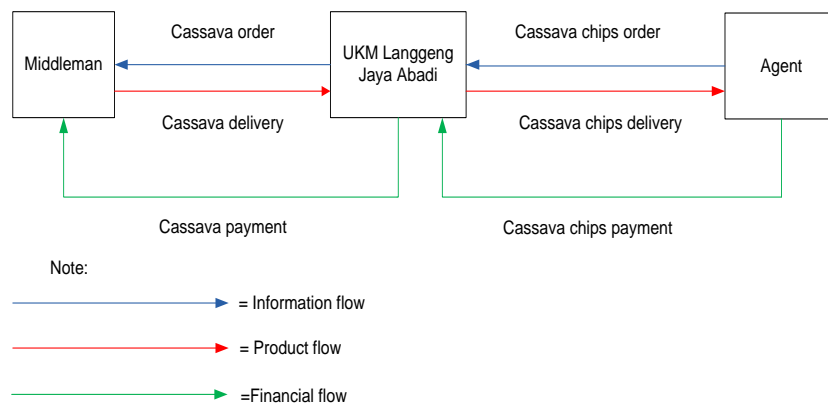 Cassava order
Cassava chips order
Middleman
UKM Langgeng
Jaya Abadi
Agent
Cassava delivery
Cassava chips delivery
Cassava payment
Cassava chips payment
Note:
= Information flow
= Product flow
=Financial flow